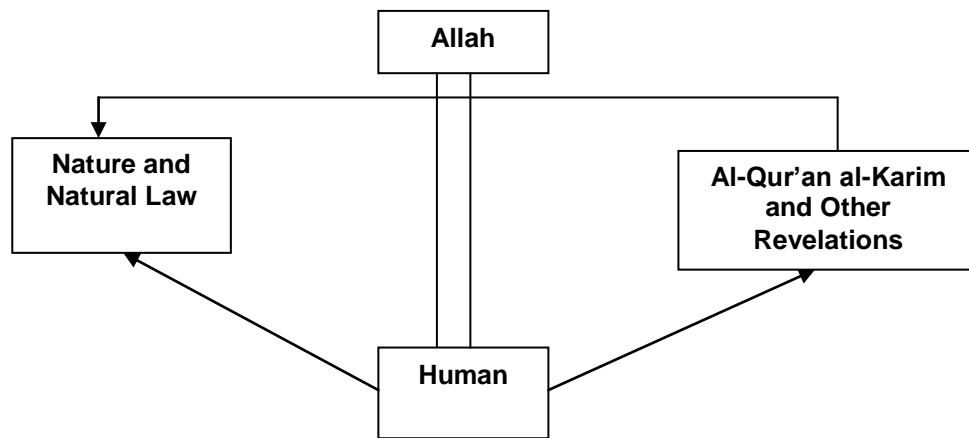 Allah
Nature and
Natural Law
Al-Qur’an al-Karim
and Other
Revelations
Human